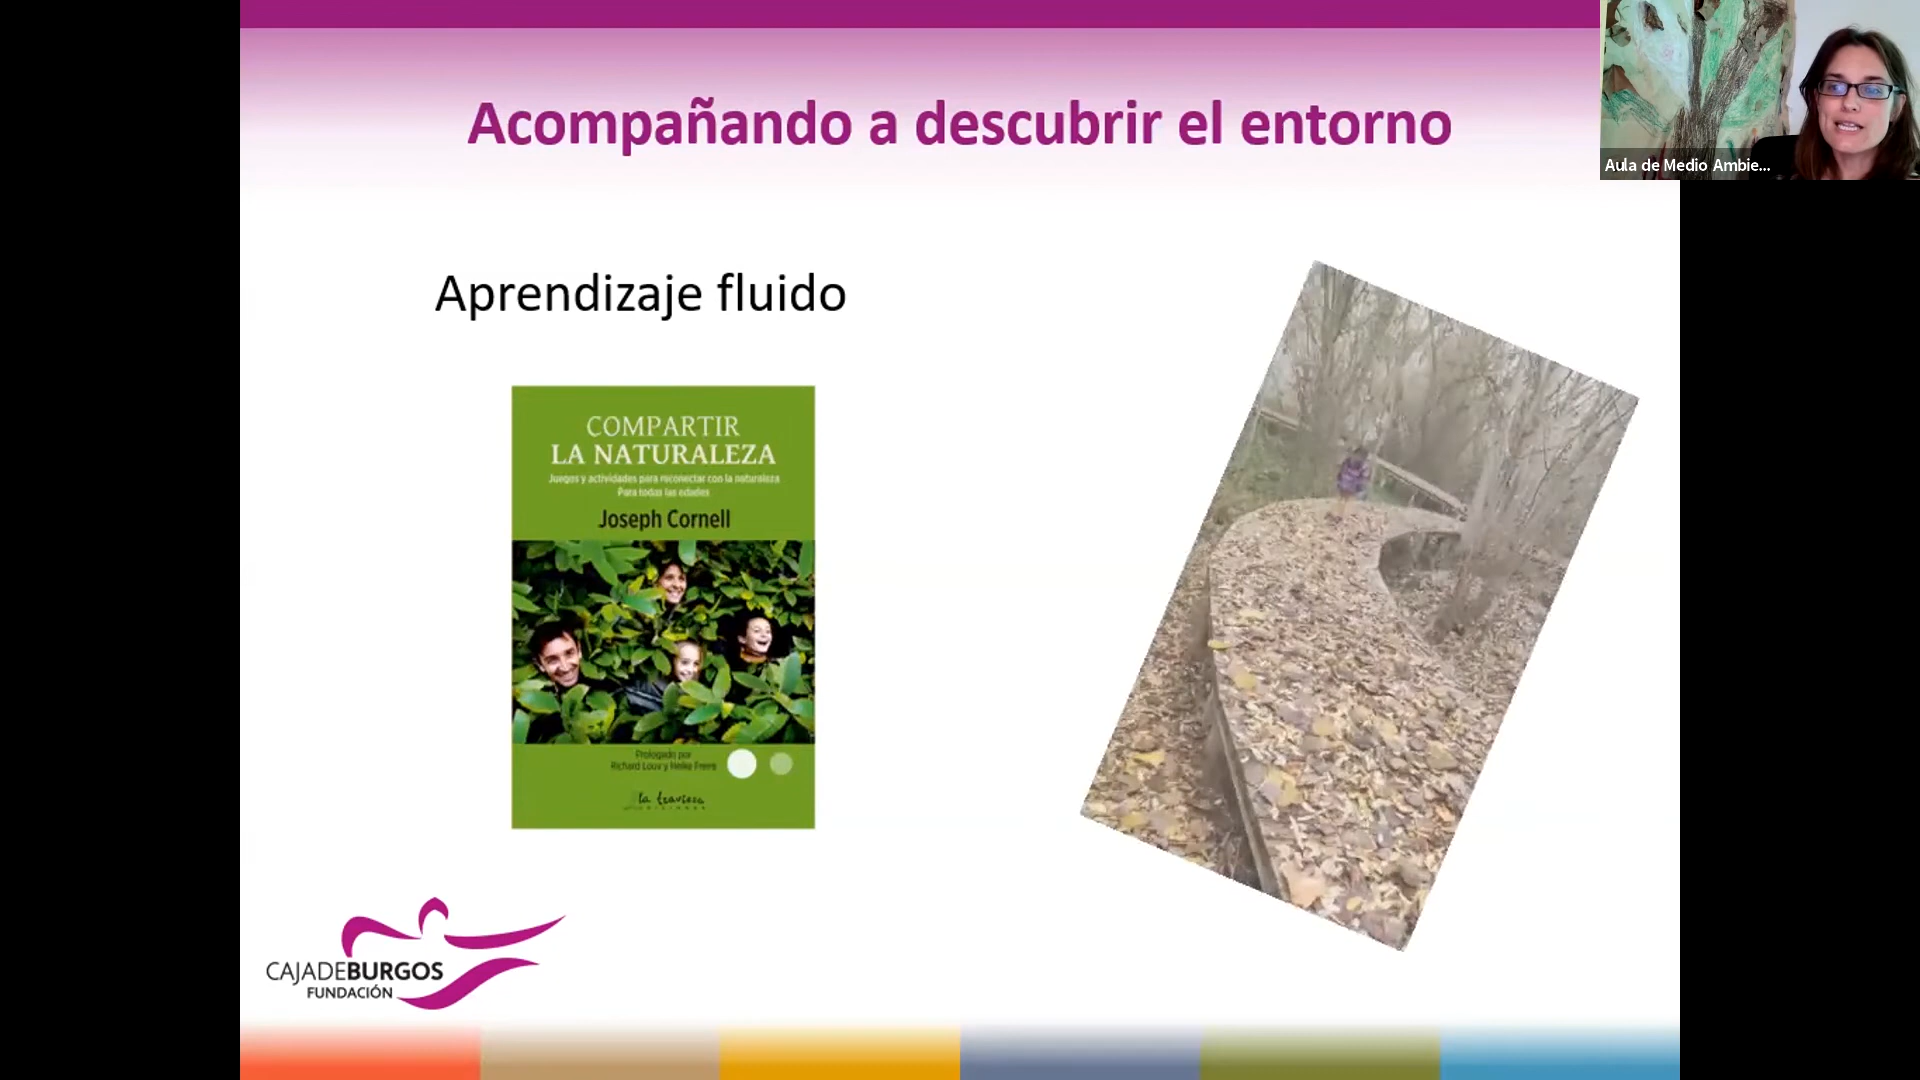 Acompañando a descubrir el entorno
Aula de Medio Ambie...
Aprendizaje fluido
COMPARTIR
LA NATURALEZA
Juegos y actividades para reconectar con la naturaleza
Para todas las edades
Joseph Cornell
Prologado por
Richard Louv y Heike Freire
la traviesa
CAJADEBURGOS
FUNDACIÓN